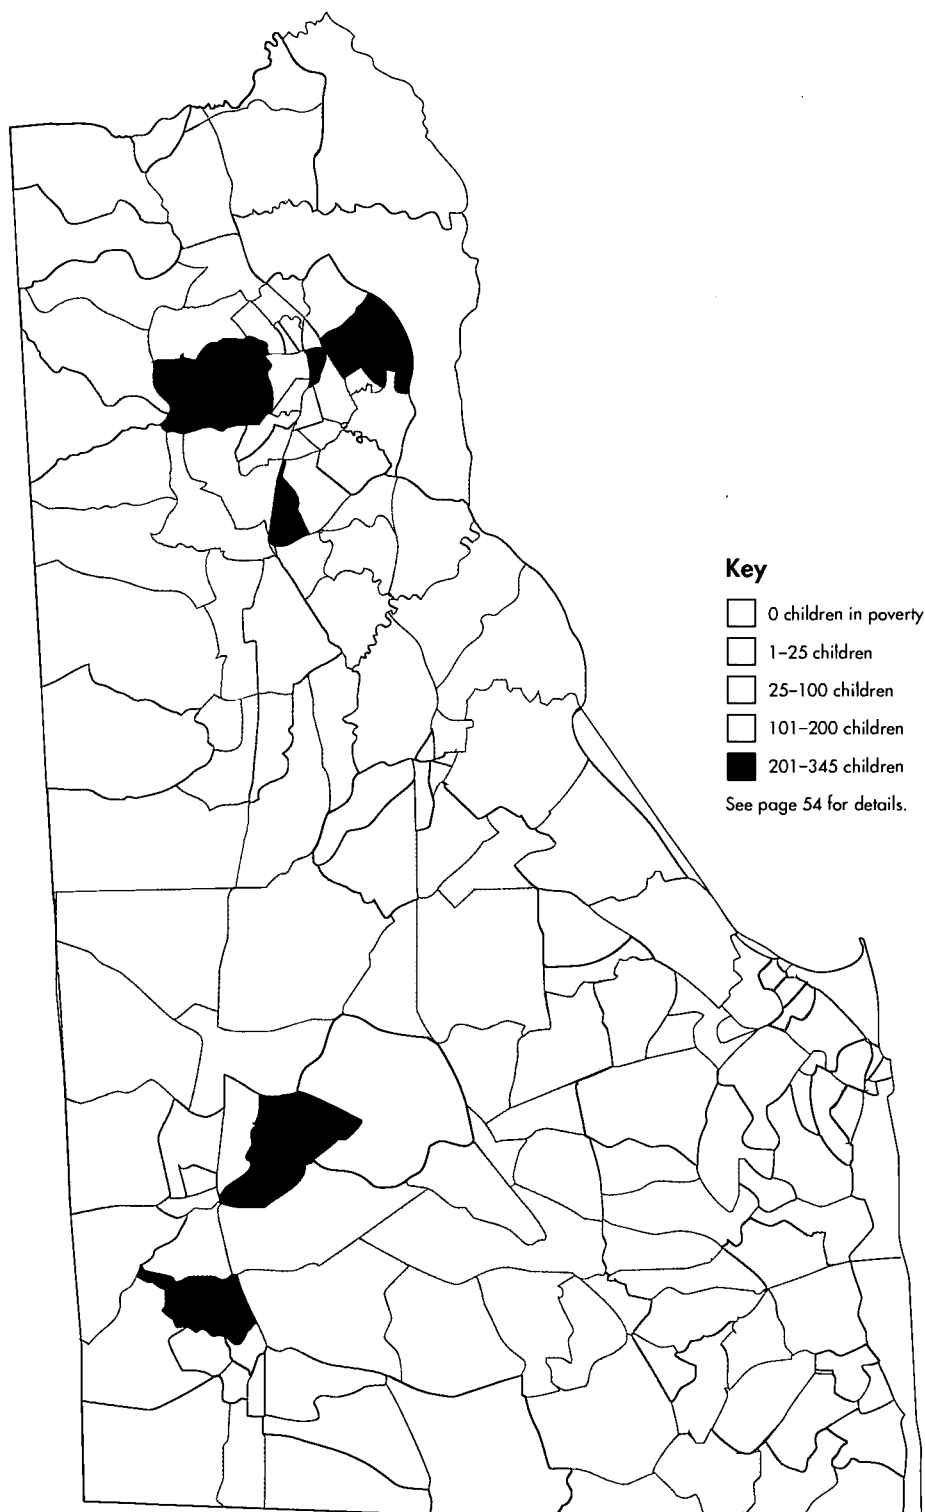 Key
0 children in poverty
1–25 children
25–100 children
101–200 children
201–345 children
See page 54 for details.